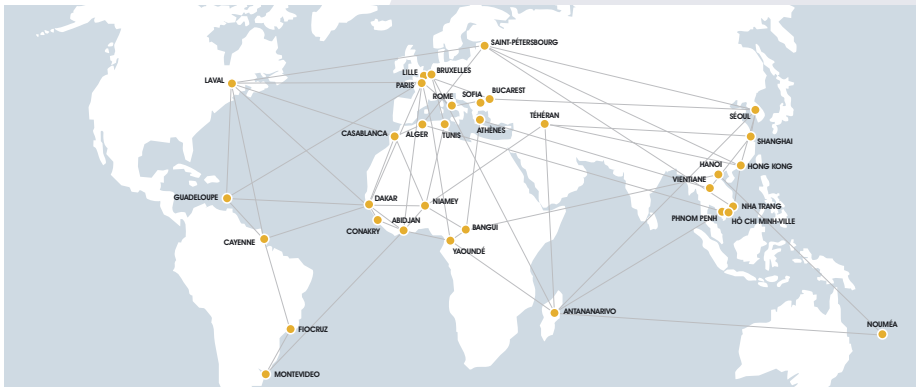 SAINT-PÉTERSBOURG
LILLE
BRUXELLES
LAVAL
PARIS
BUCAREST
SOFIA
ROME
TÉHÉRAN
SÉOUL
CASABLANCA
ALGER
TUNIS
ATHÈNES
SHANGHAI
HANOI
HONG KONG
VIENTIANE
GUADELOUPE
DAKAR
NIAMEY
NHA TRANG
ABIDJAN
PHNOM PENH
HÔ CHI MINH-VILLE
CONAKRY
BANGUI
CAYENNE
YAOUNDÉ
ANTANANARIVO
NOUMÉA
FIOCRUZ
MONTEVIDEO